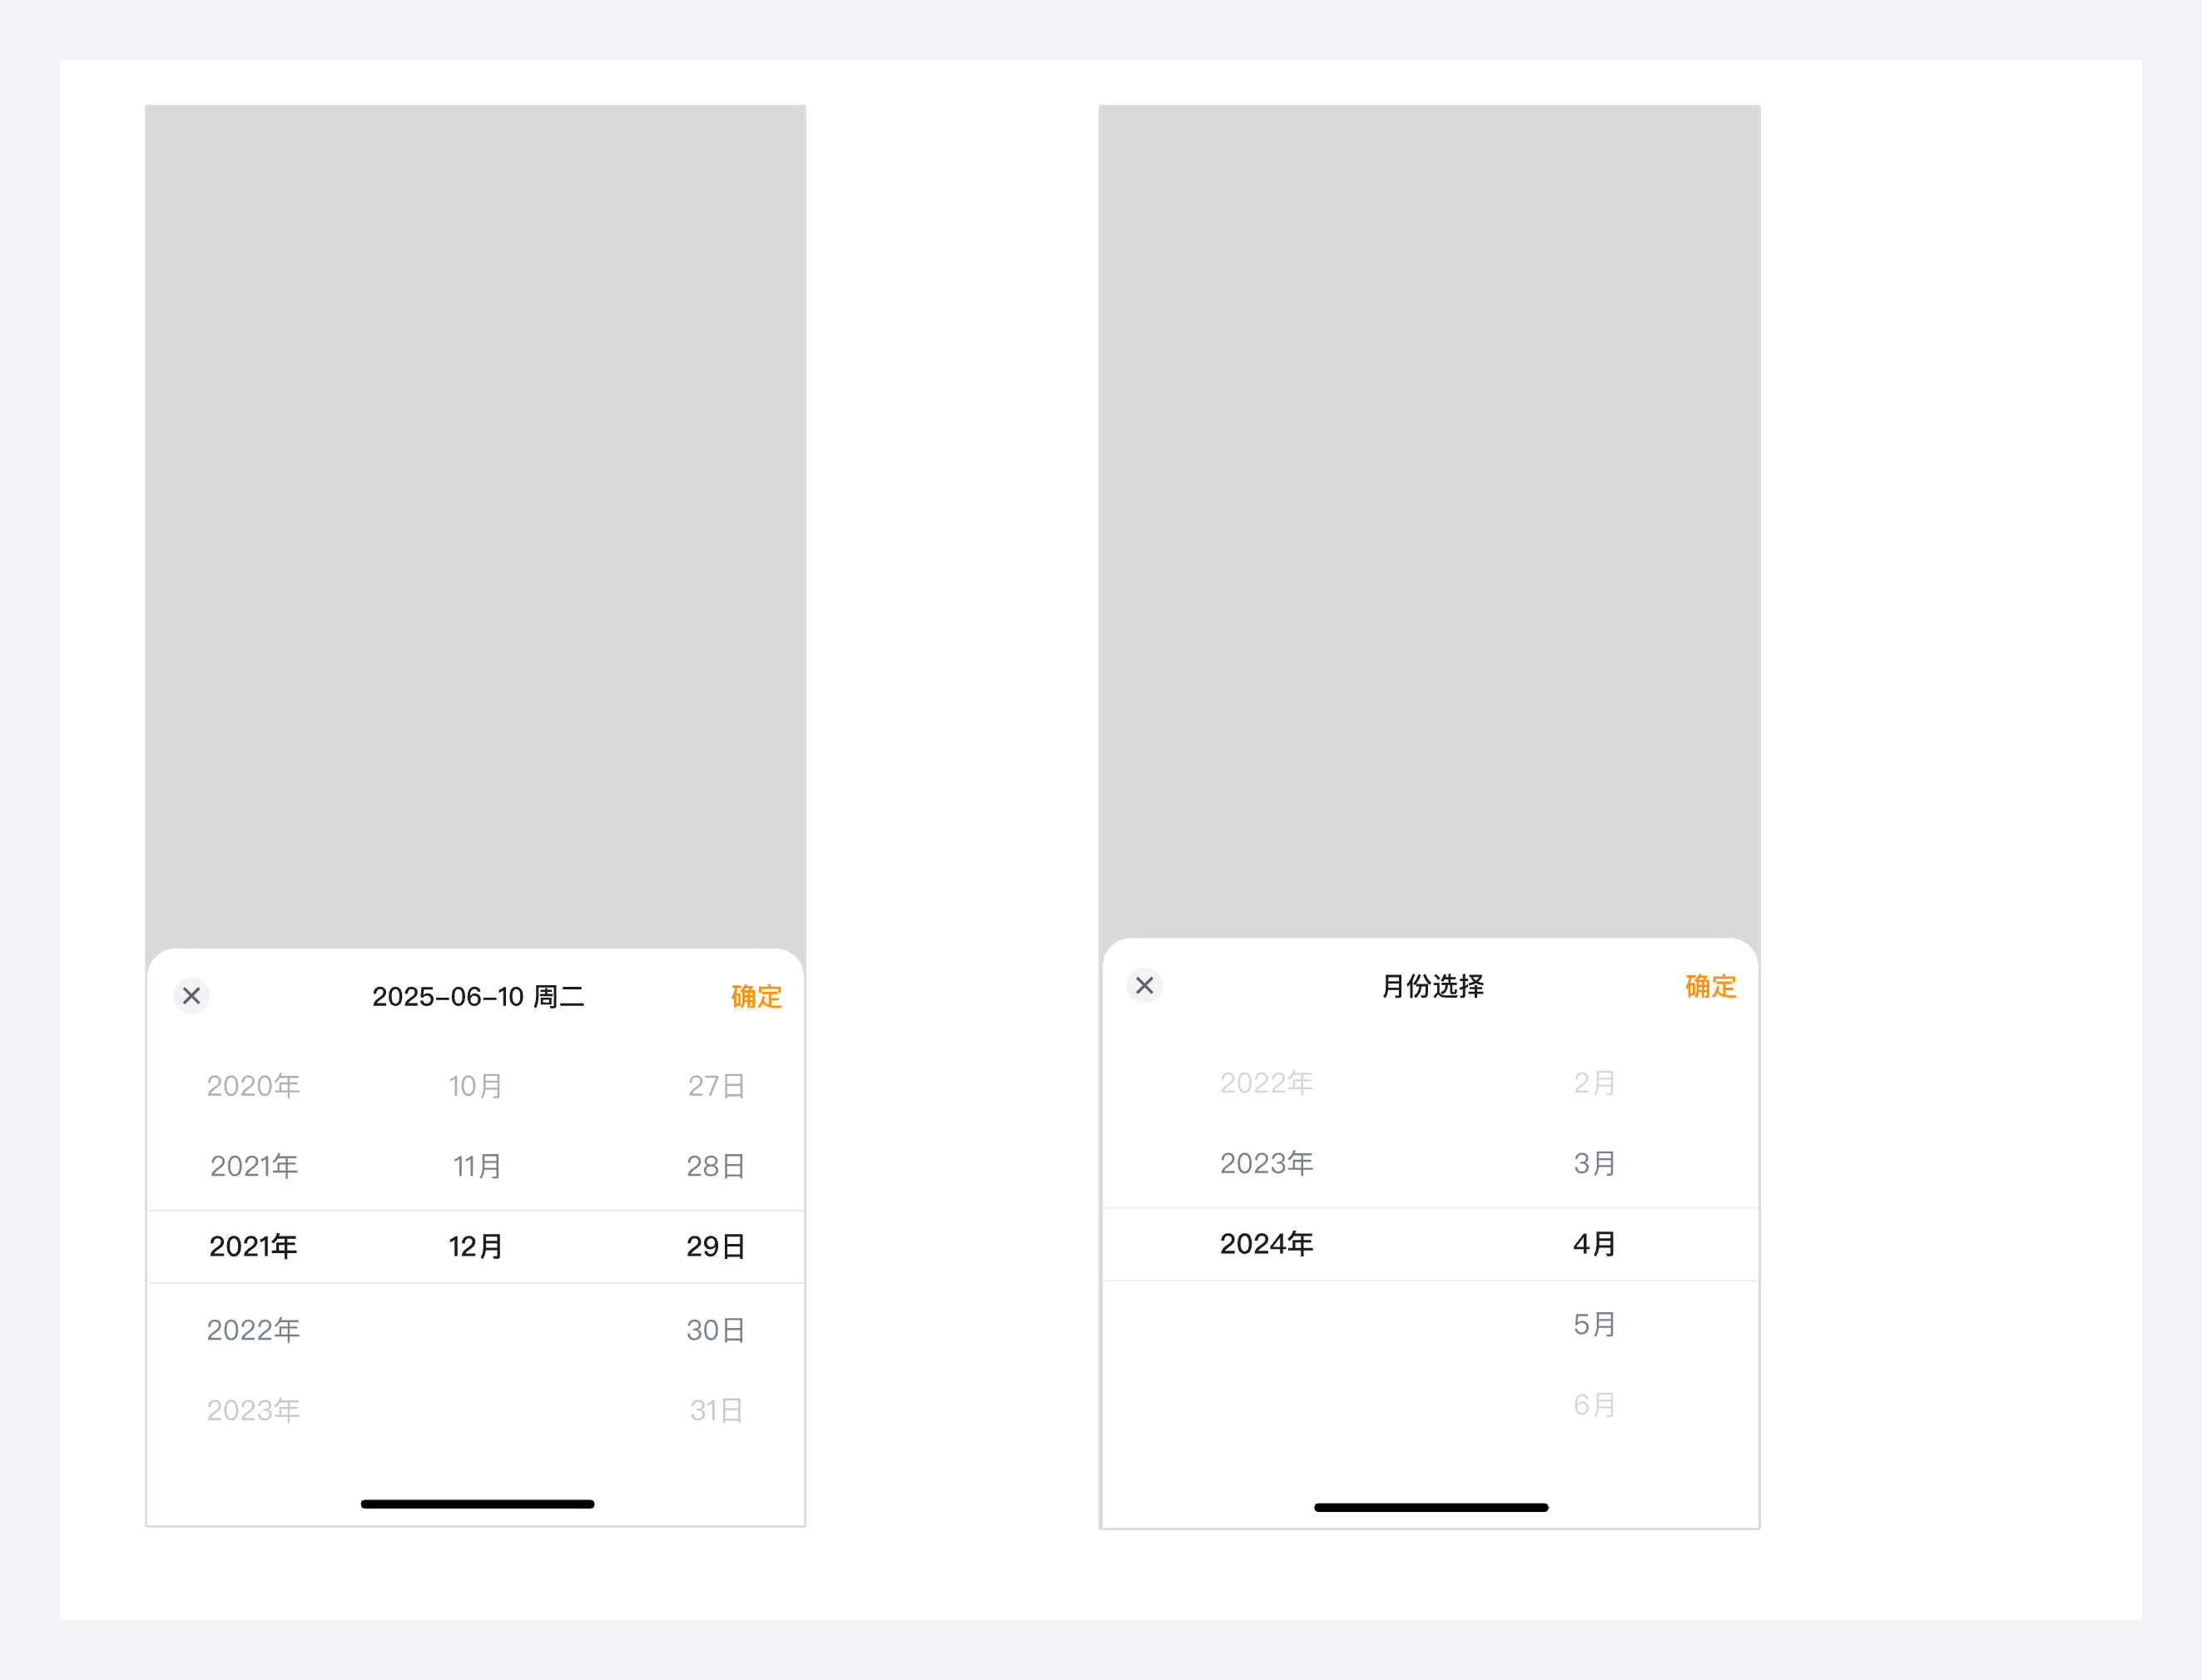 2025-06-10 周二 确定
2020年 10月 27日
2021年 11月 28日
2021年 12月 29日
2022年 30日
2023年 31日
月份选择 确定
2022年 2月
2023年 3月
2024年 4月
5月
6月